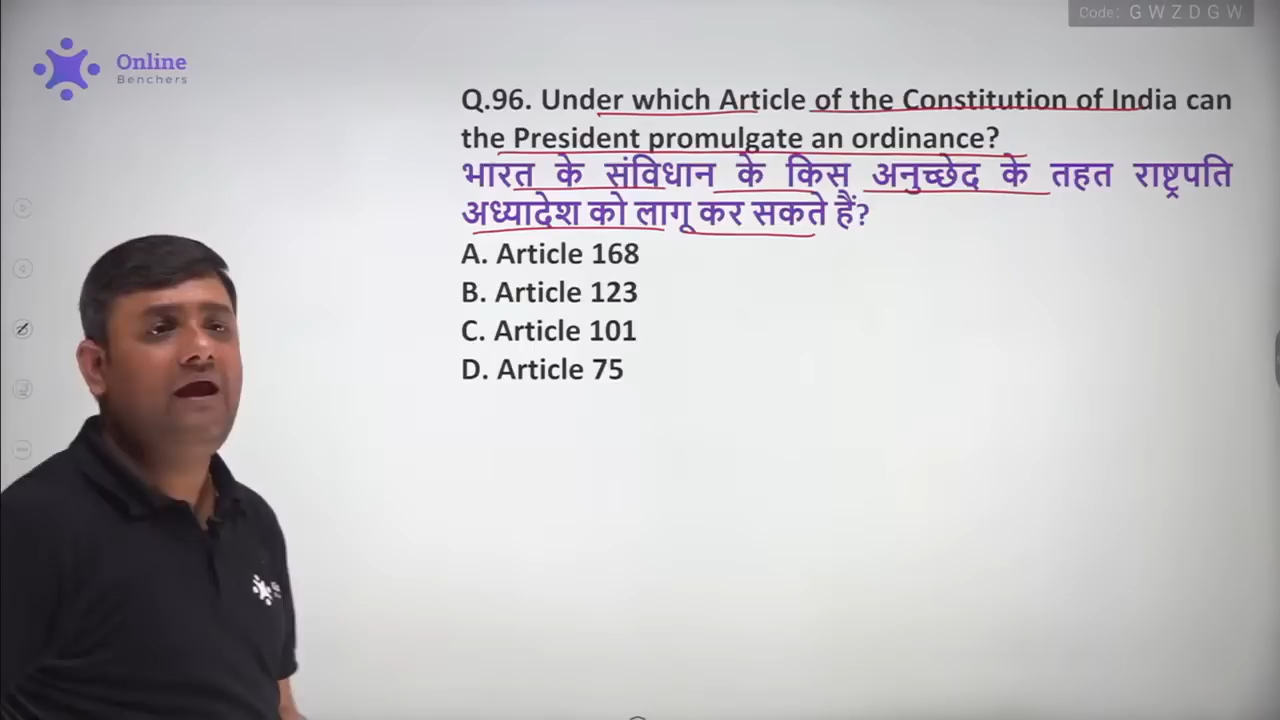 Code: G W Z D G W
Online
Benchers
Q.96. Under which Article of the Constitution of India can
the President promulgate an ordinance?
भारत के संविधान के किस अनुच्छेद के तहत राष्ट्रपति
अध्यादेश को लागू कर सकते हैं?
A. Article 168
B. Article 123
C. Article 101
D. Article 75